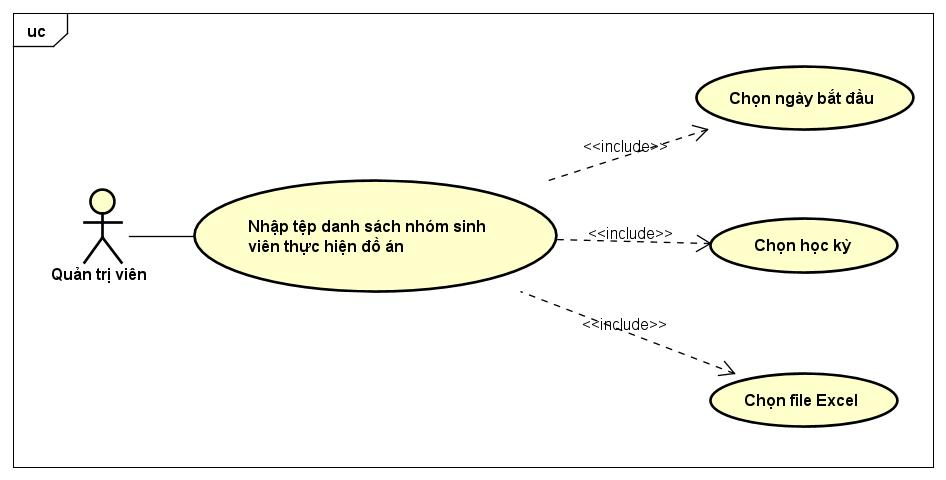 uc
Chọn ngày bắt đầu
<<include>>
Nhập tệp danh sách nhóm sinh
viên thực hiện đồ án
<<include>>
Chọn học kỳ
Quản trị viên
<<include>>
Chọn file Excel